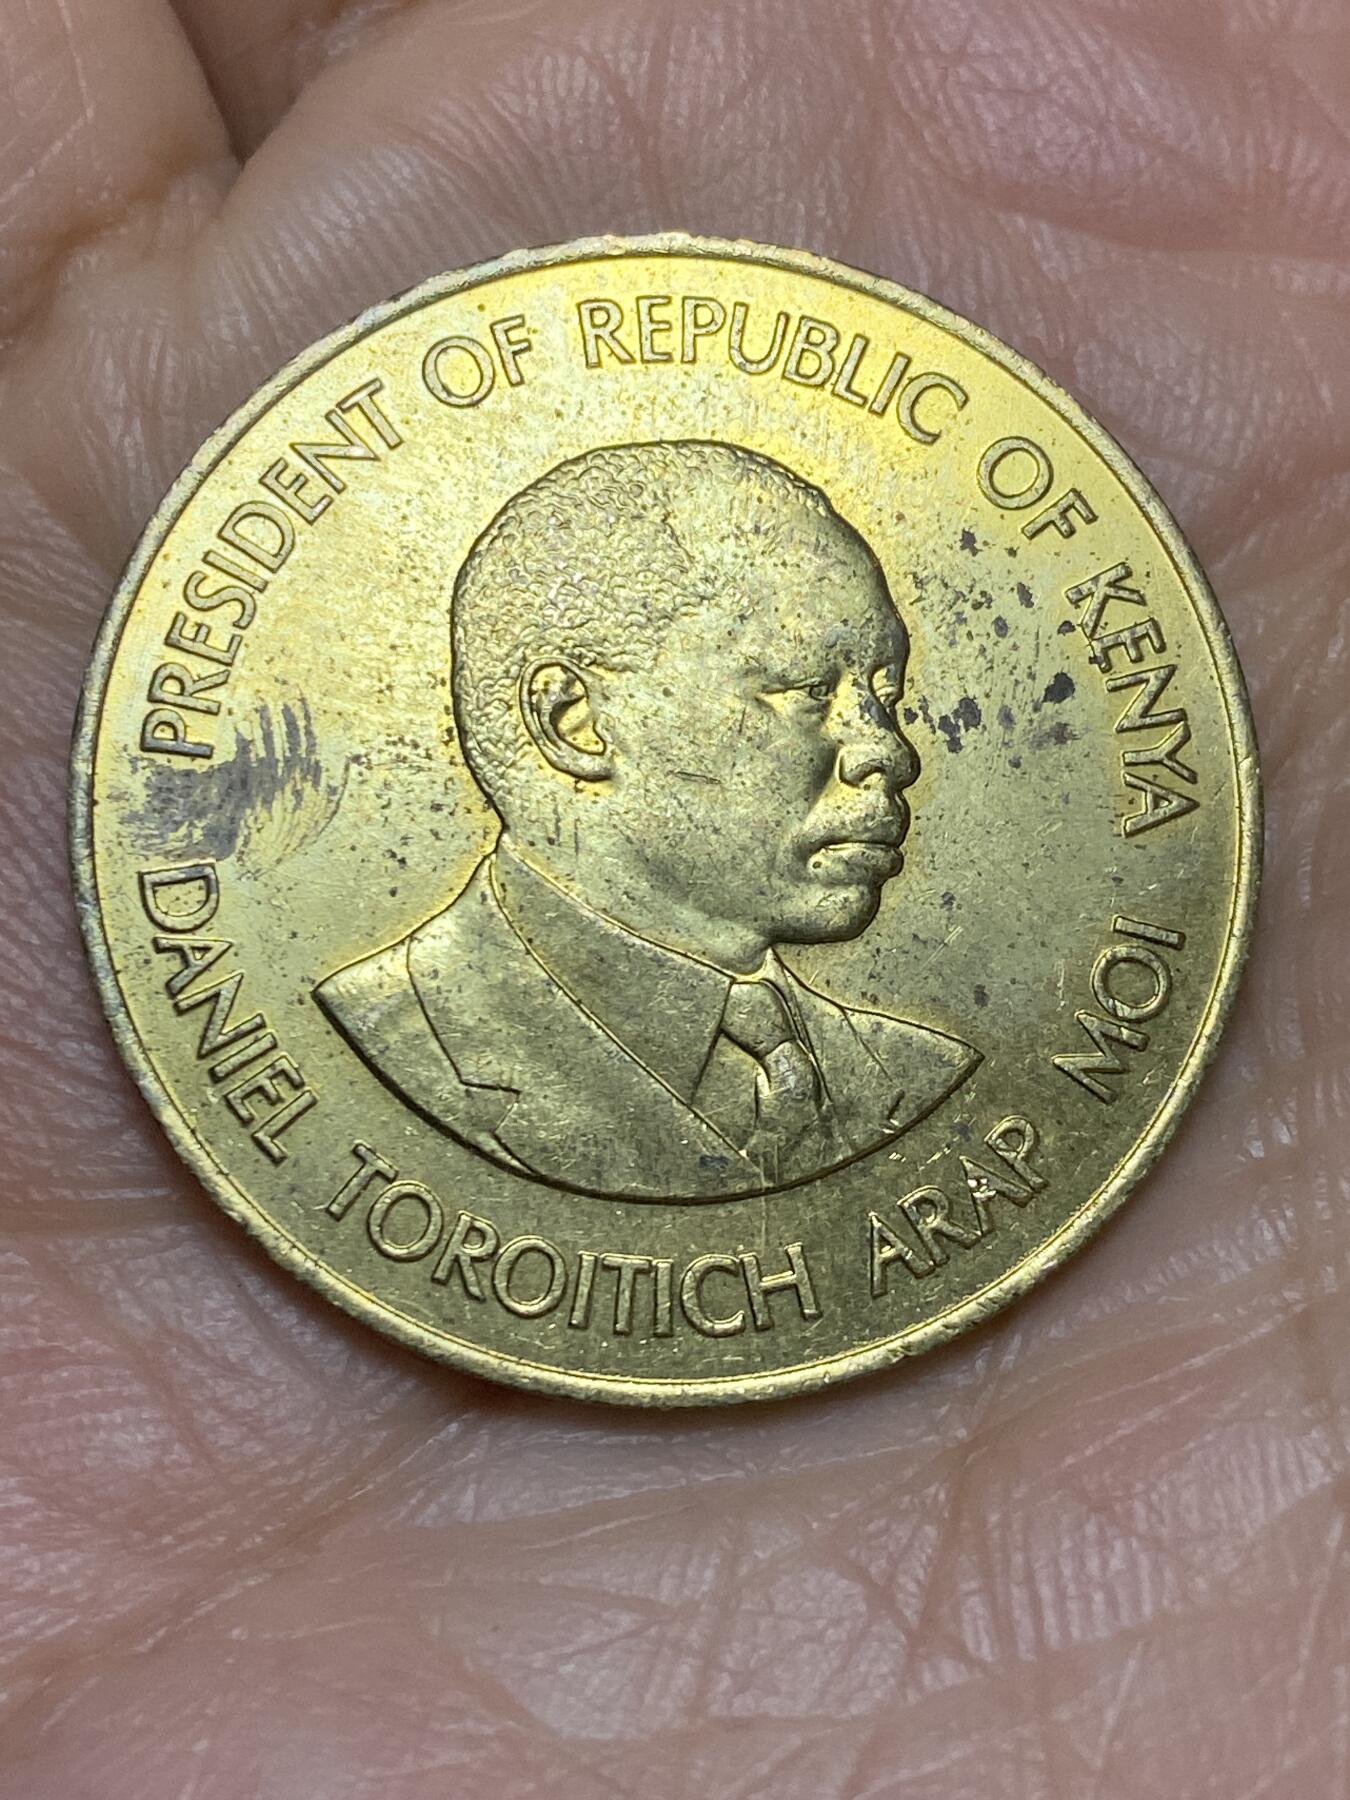 PRESIDENT OF REPUBLIC OF KENYA
DANIEL TOROITICH ARAP MOI